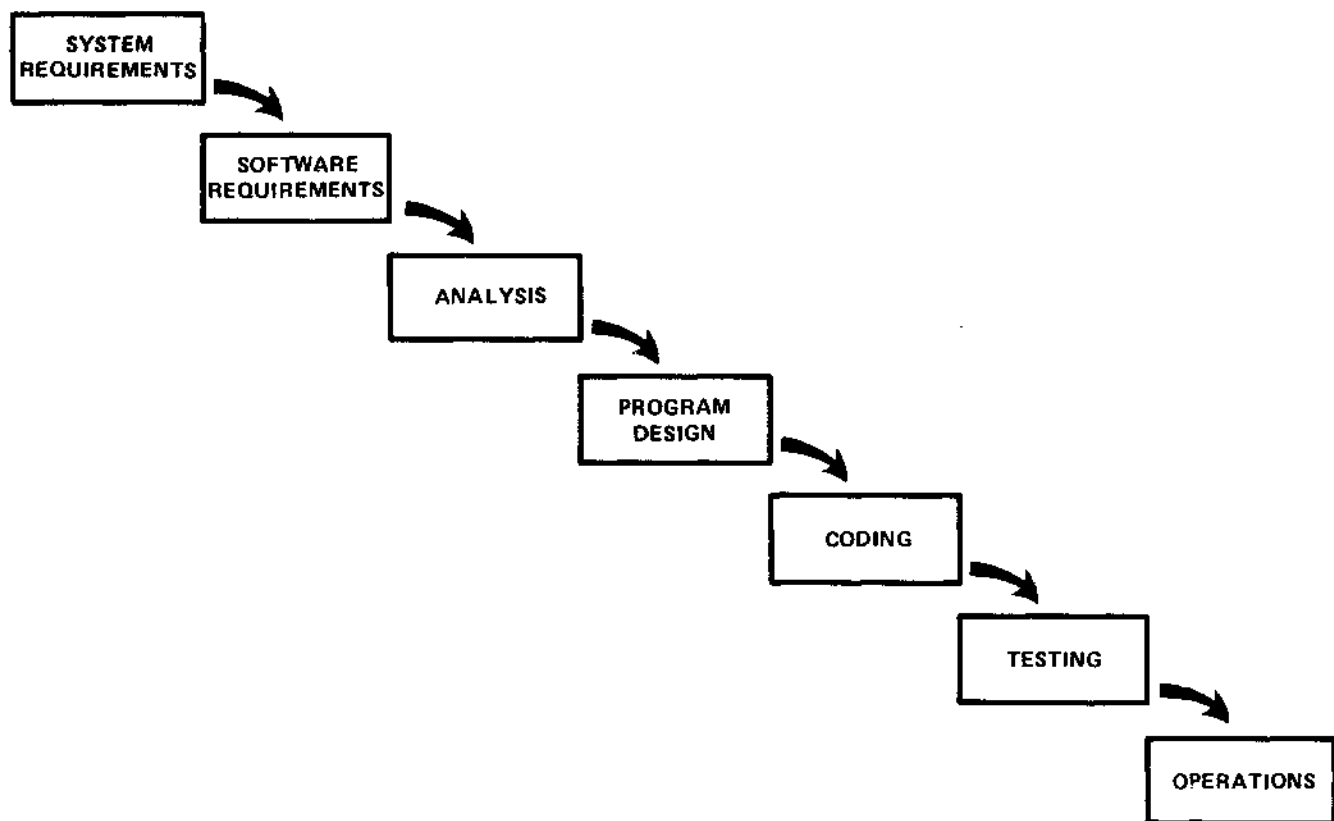 SYSTEM
REQUIREMENTS
SOFTWARE
REQUIREMENTS
ANALYSIS
PROGRAM
DESIGN
CODING
TESTING
OPERATIONS